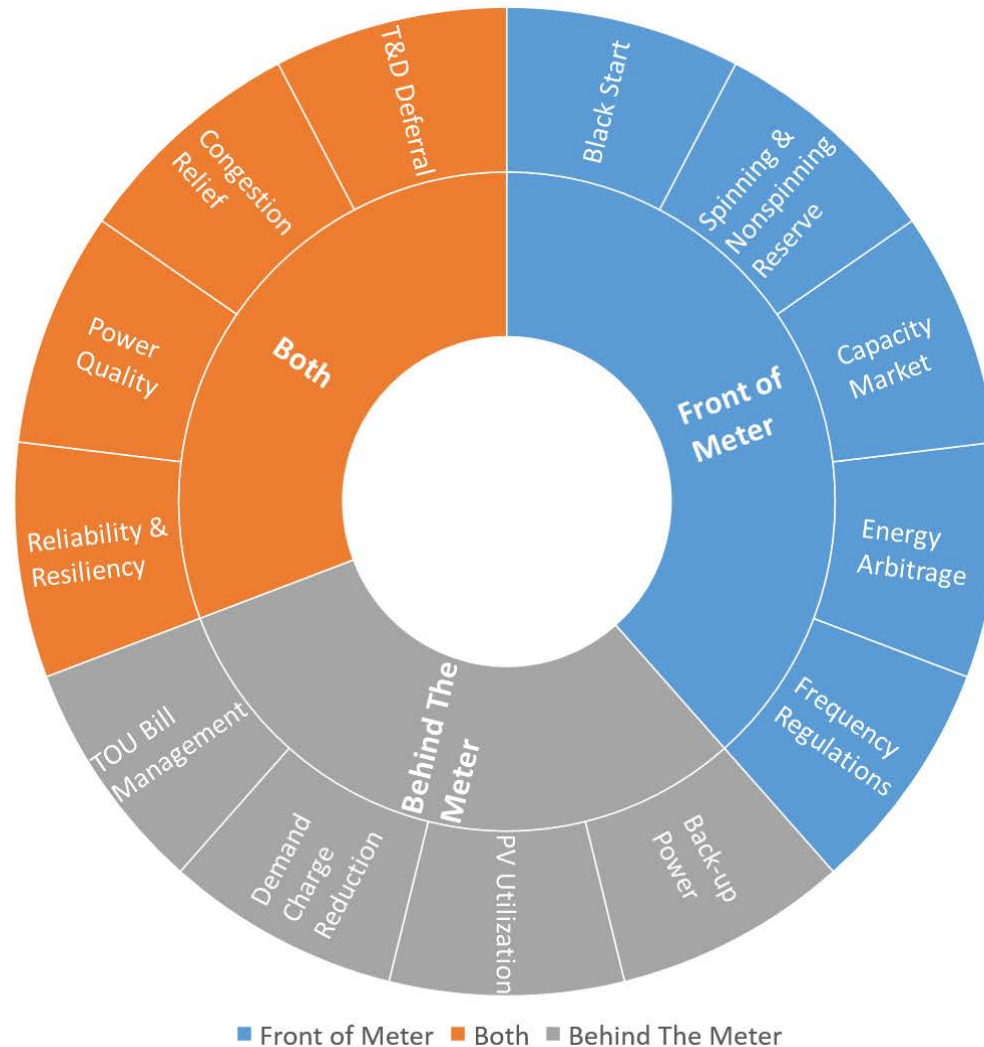 T&D Deferral
Black Start
Spinning &
Nonspinning
Reserve
Capacity
Market
Energy
Arbitrage
Frequency
Regulations
Back-up
Power
PV Utilization
Demand
Charge
Reduction
TOU Bill
Management
Reliability &
Resiliency
Power
Quality
Congestion
Relief
Both
Front of
Meter
Behind The
Meter
Front of Meter Both Behind The Meter